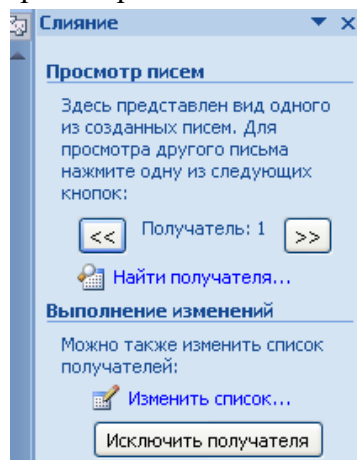 Слияние
Просмотр писем
Здесь представлен вид одного
из созданных писем. Для
просмотра другого письма
нажмите одну из следующих
кнопок:
<< Получатель: 1 >>
Найти получателя...
Выполнение изменений
Можно также изменить список
получателей:
Изменить список...
Исключить получателя